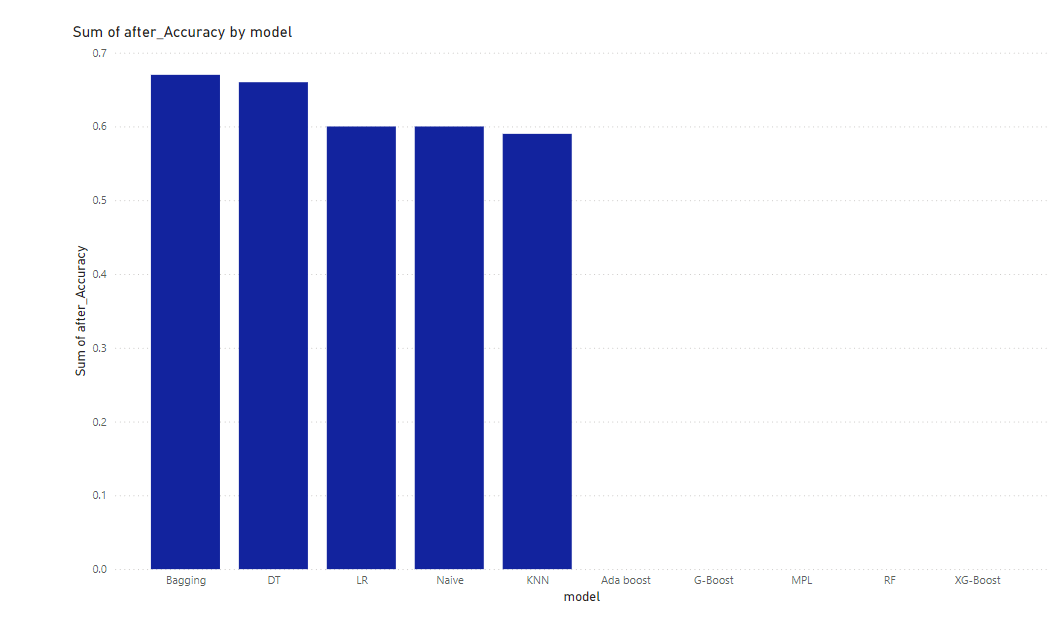 Sum of after_Accuracy by model
0.7
0.6
0.5
0.4
0.3
0.2
0.1
0.0
Sum of after_Accuracy
Bagging DT LR Naive KNN Ada boost G-Boost MPL RF XG-Boost
model